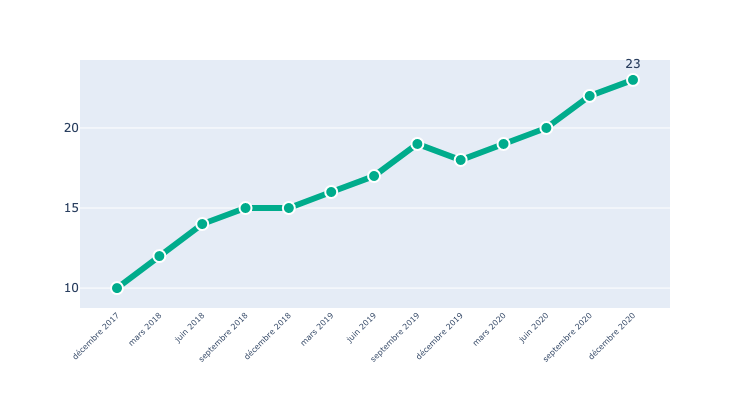 23
20
15
10
décembre 2017
mars 2018
juin 2018
septembre 2018
décembre 2018
mars 2019
juin 2019
septembre 2019
décembre 2019
mars 2020
juin 2020
septembre 2020
décembre 2020